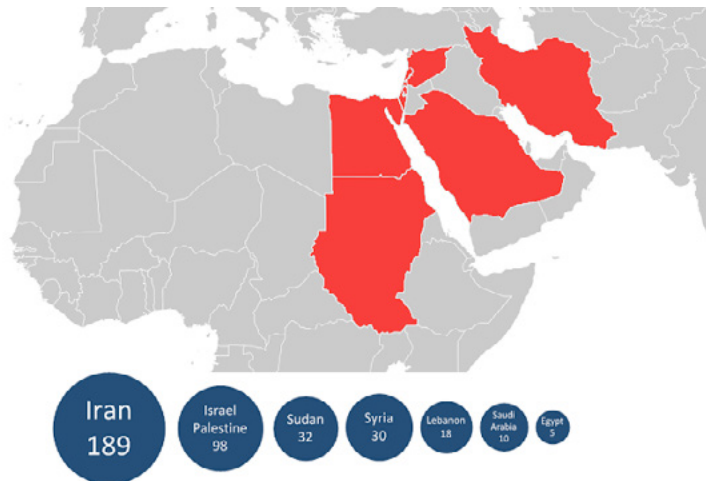 Iran
189
Israel
Palestine
98
Sudan
32
Syria
30
Lebanon
18
Saudi
Arabia
10
Egypt
5